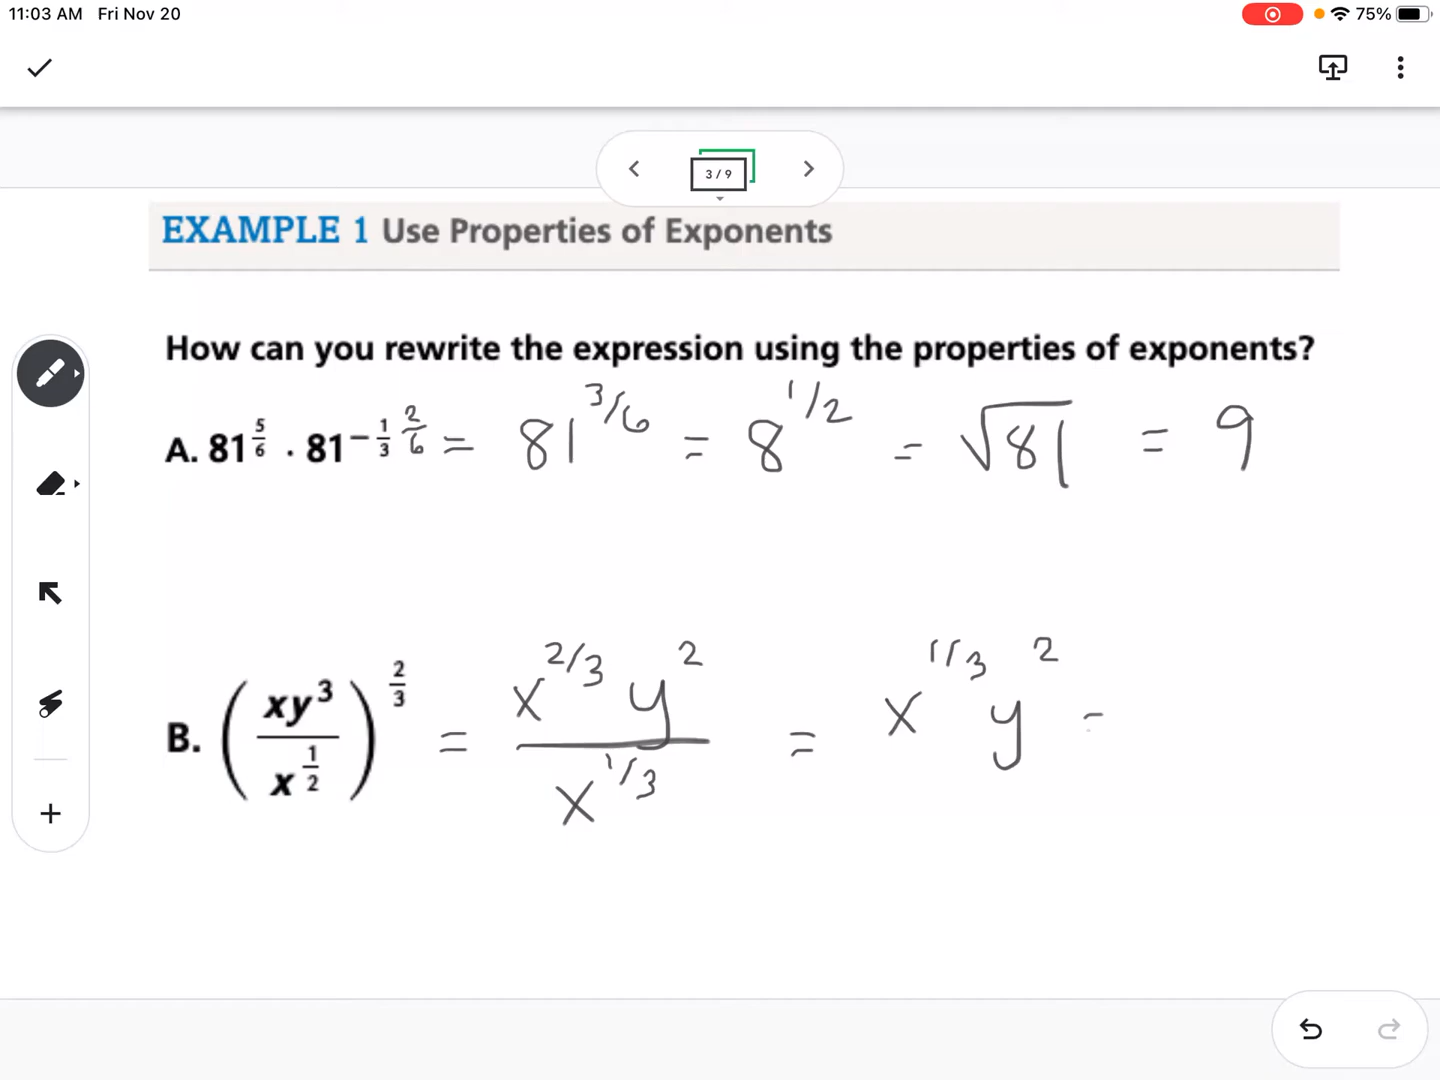 11:03 AM Fri Nov 20 75%
3 / 9
EXAMPLE 1 Use Properties of Exponents
How can you rewrite the expression using the properties of exponents?
A. 81^(5/6) · 81^(−1/3) 2/6 = 81^(3/6) = 8^(1/2) = √81 = 9
B. (xy^3 / x^(1/2))^(2/3) = x^(2/3) y^2 / x^(1/3) = x^(1/3) y^2 =